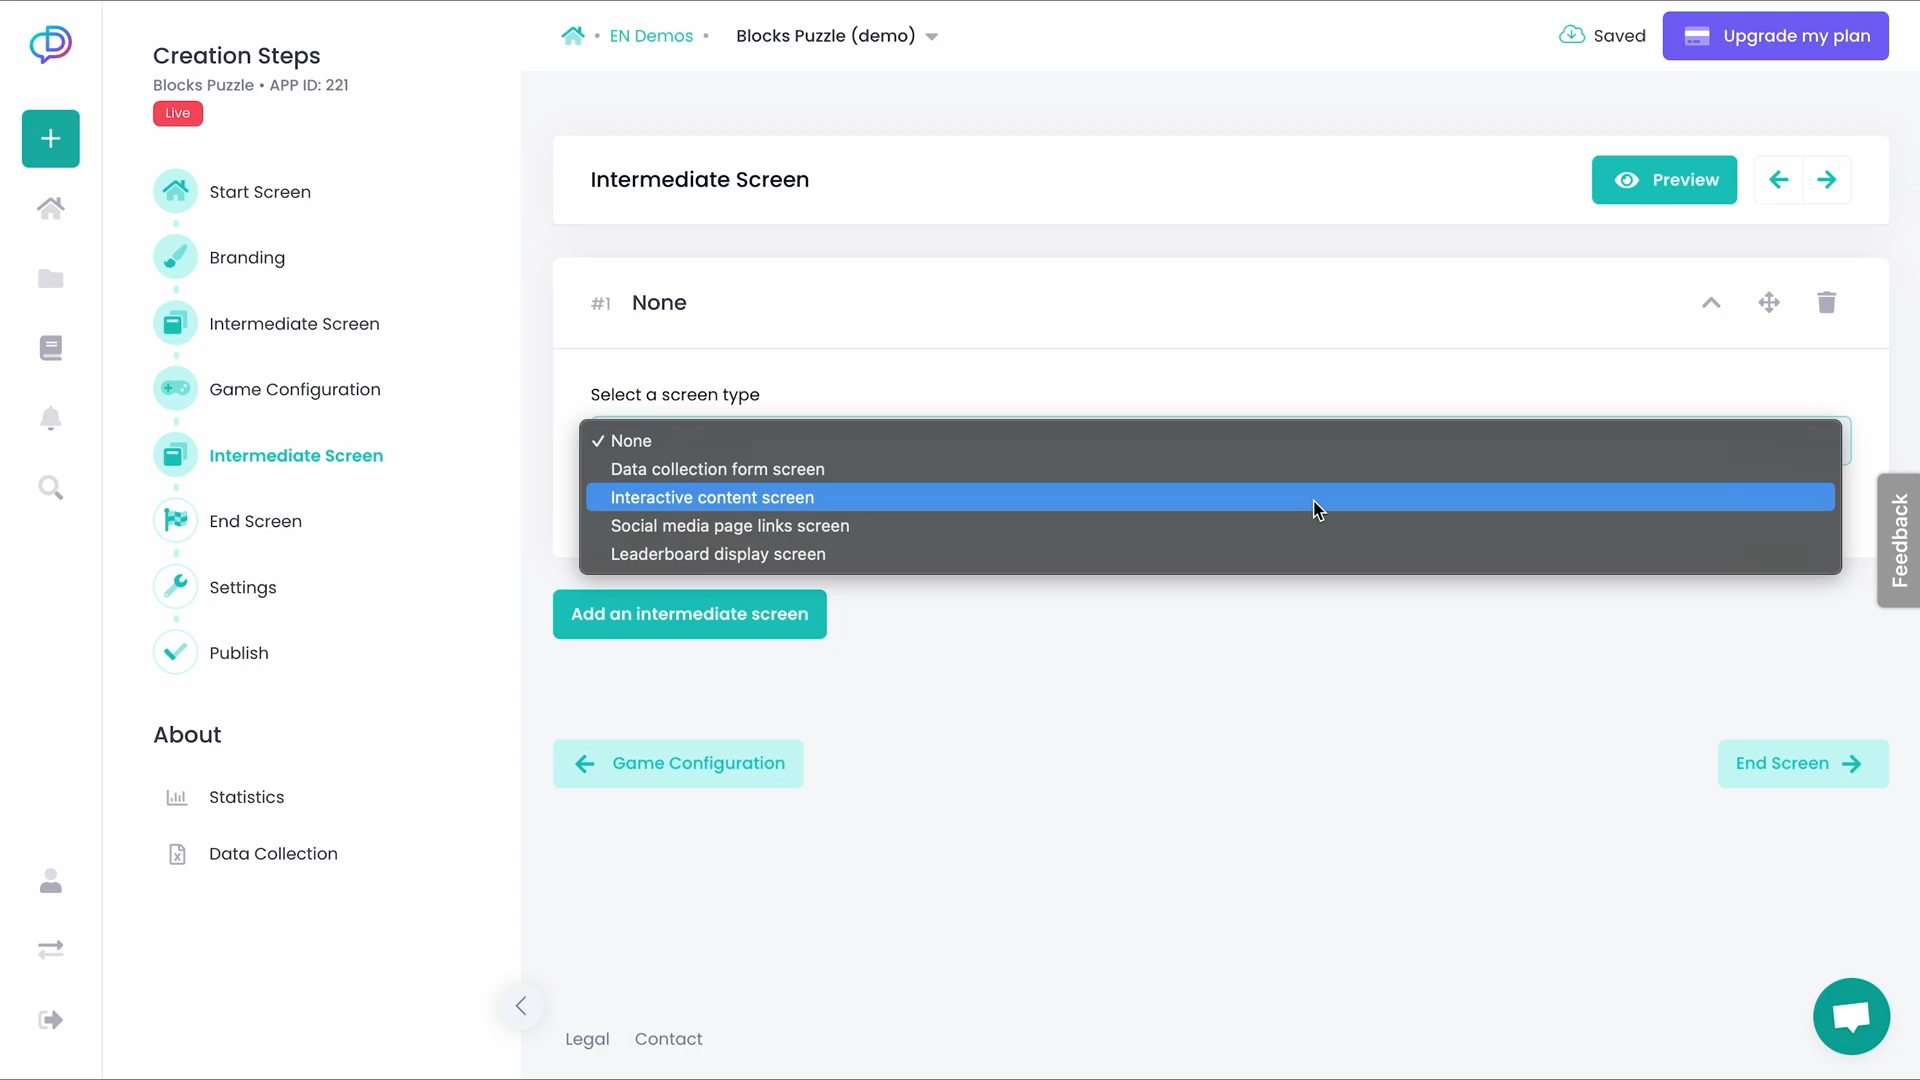 Creation Steps
Blocks Puzzle • APP ID: 221
Live
Start Screen
Branding
Intermediate Screen
Game Configuration
Intermediate Screen
End Screen
Settings
Publish
About
Statistics
Data Collection
• EN Demos • Blocks Puzzle (demo)
Saved
Upgrade my plan
Intermediate Screen
Preview
#1 None
Select a screen type
✓ None
Data collection form screen
Interactive content screen
Social media page links screen
Leaderboard display screen
Add an intermediate screen
Game Configuration
End Screen
Legal Contact
Feedback